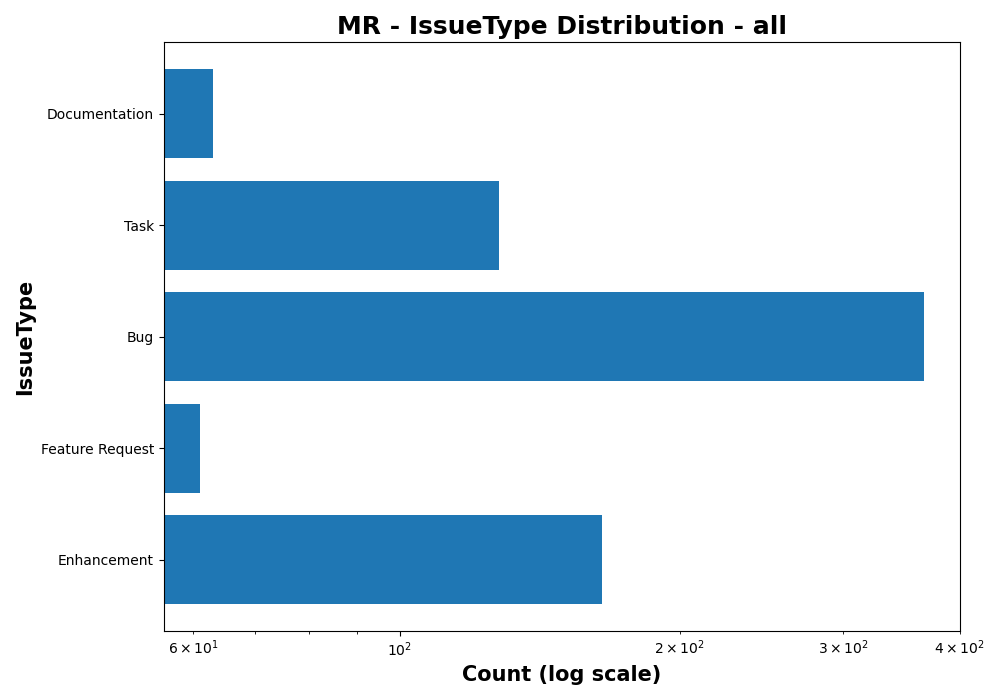 MR - IssueType Distribution - all
IssueType
Documentation
Task
Bug
Feature Request
Enhancement
6 × 10¹
10²
2 × 10²
3 × 10²
4 × 10²
Count (log scale)